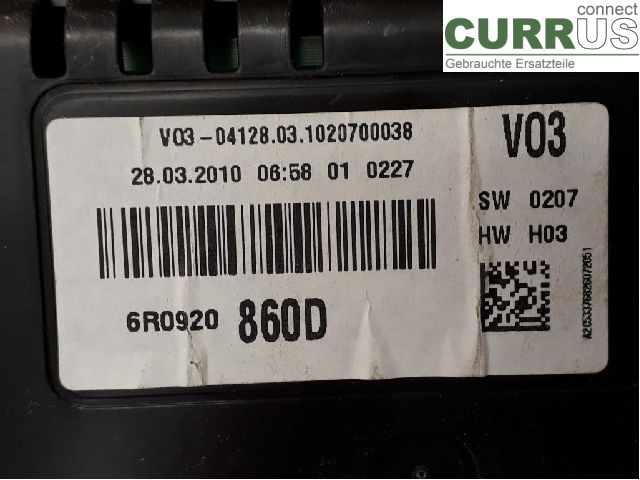 connect
CURRUS
Gebrauchte Ersatzteile
V03-04128.03.1020700038
V03
28.03.2010 06:58 01 0227
SW 0207
HW H03
6R0920 860D
A2C53376826072051